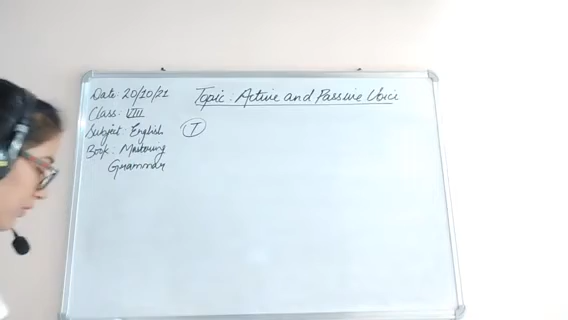 Date: 20/10/21
Topic: Active and Passive Voice
Class: VIII
Subject: English
I
Book: Mastering
Grammar